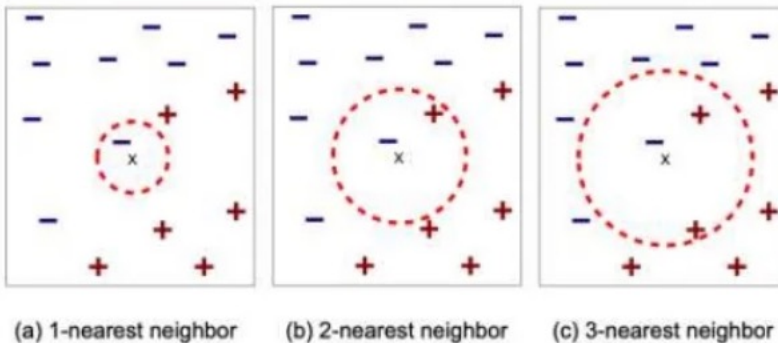 x x x
(a) 1-nearest neighbor (b) 2-nearest neighbor (c) 3-nearest neighbor